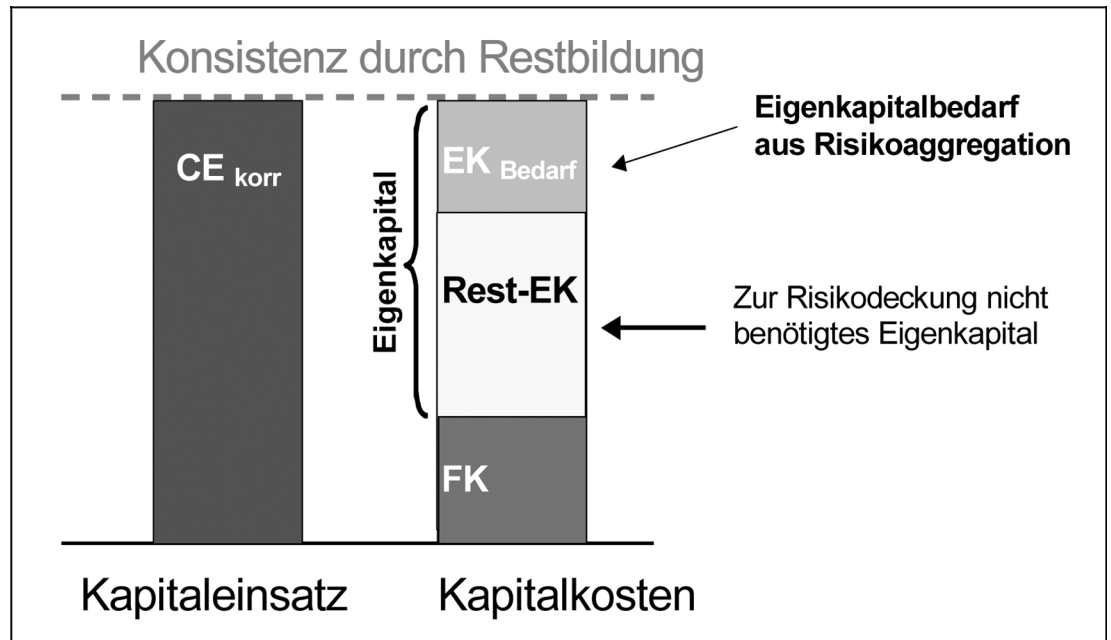 Konsistenz durch Restbildung
CE korr
Eigenkapital
EK Bedarf
Rest-EK
FK
Eigenkapitalbedarf
aus Risikoaggregation
Zur Risikodeckung nicht
benötigtes Eigenkapital
Kapitaleinsatz
Kapitalkosten